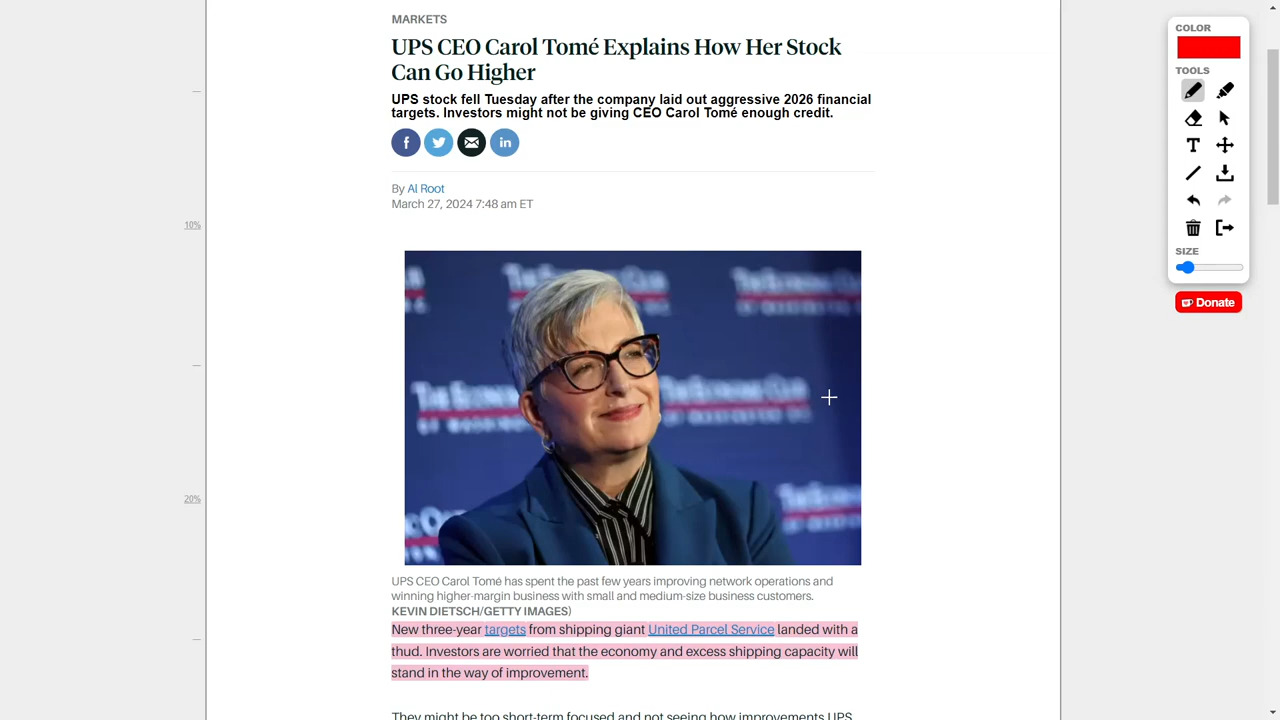 MARKETS
UPS CEO Carol Tomé Explains How Her Stock
Can Go Higher
UPS stock fell Tuesday after the company laid out aggressive 2026 financial
targets. Investors might not be giving CEO Carol Tomé enough credit.
By Al Root
March 27, 2024 7:48 am ET
10%
20%
The Economic Club
OF WASHINGTON
UPS CEO Carol Tomé has spent the past few years improving network operations and
winning higher-margin business with small and medium-size business customers.
KEVIN DIETSCH/GETTY IMAGES)
New three-year targets from shipping giant United Parcel Service landed with a
thud. Investors are worried that the economy and excess shipping capacity will
stand in the way of improvement.
They might be too short-term focused and not seeing how improvements UPS
COLOR
TOOLS
T
SIZE
Donate